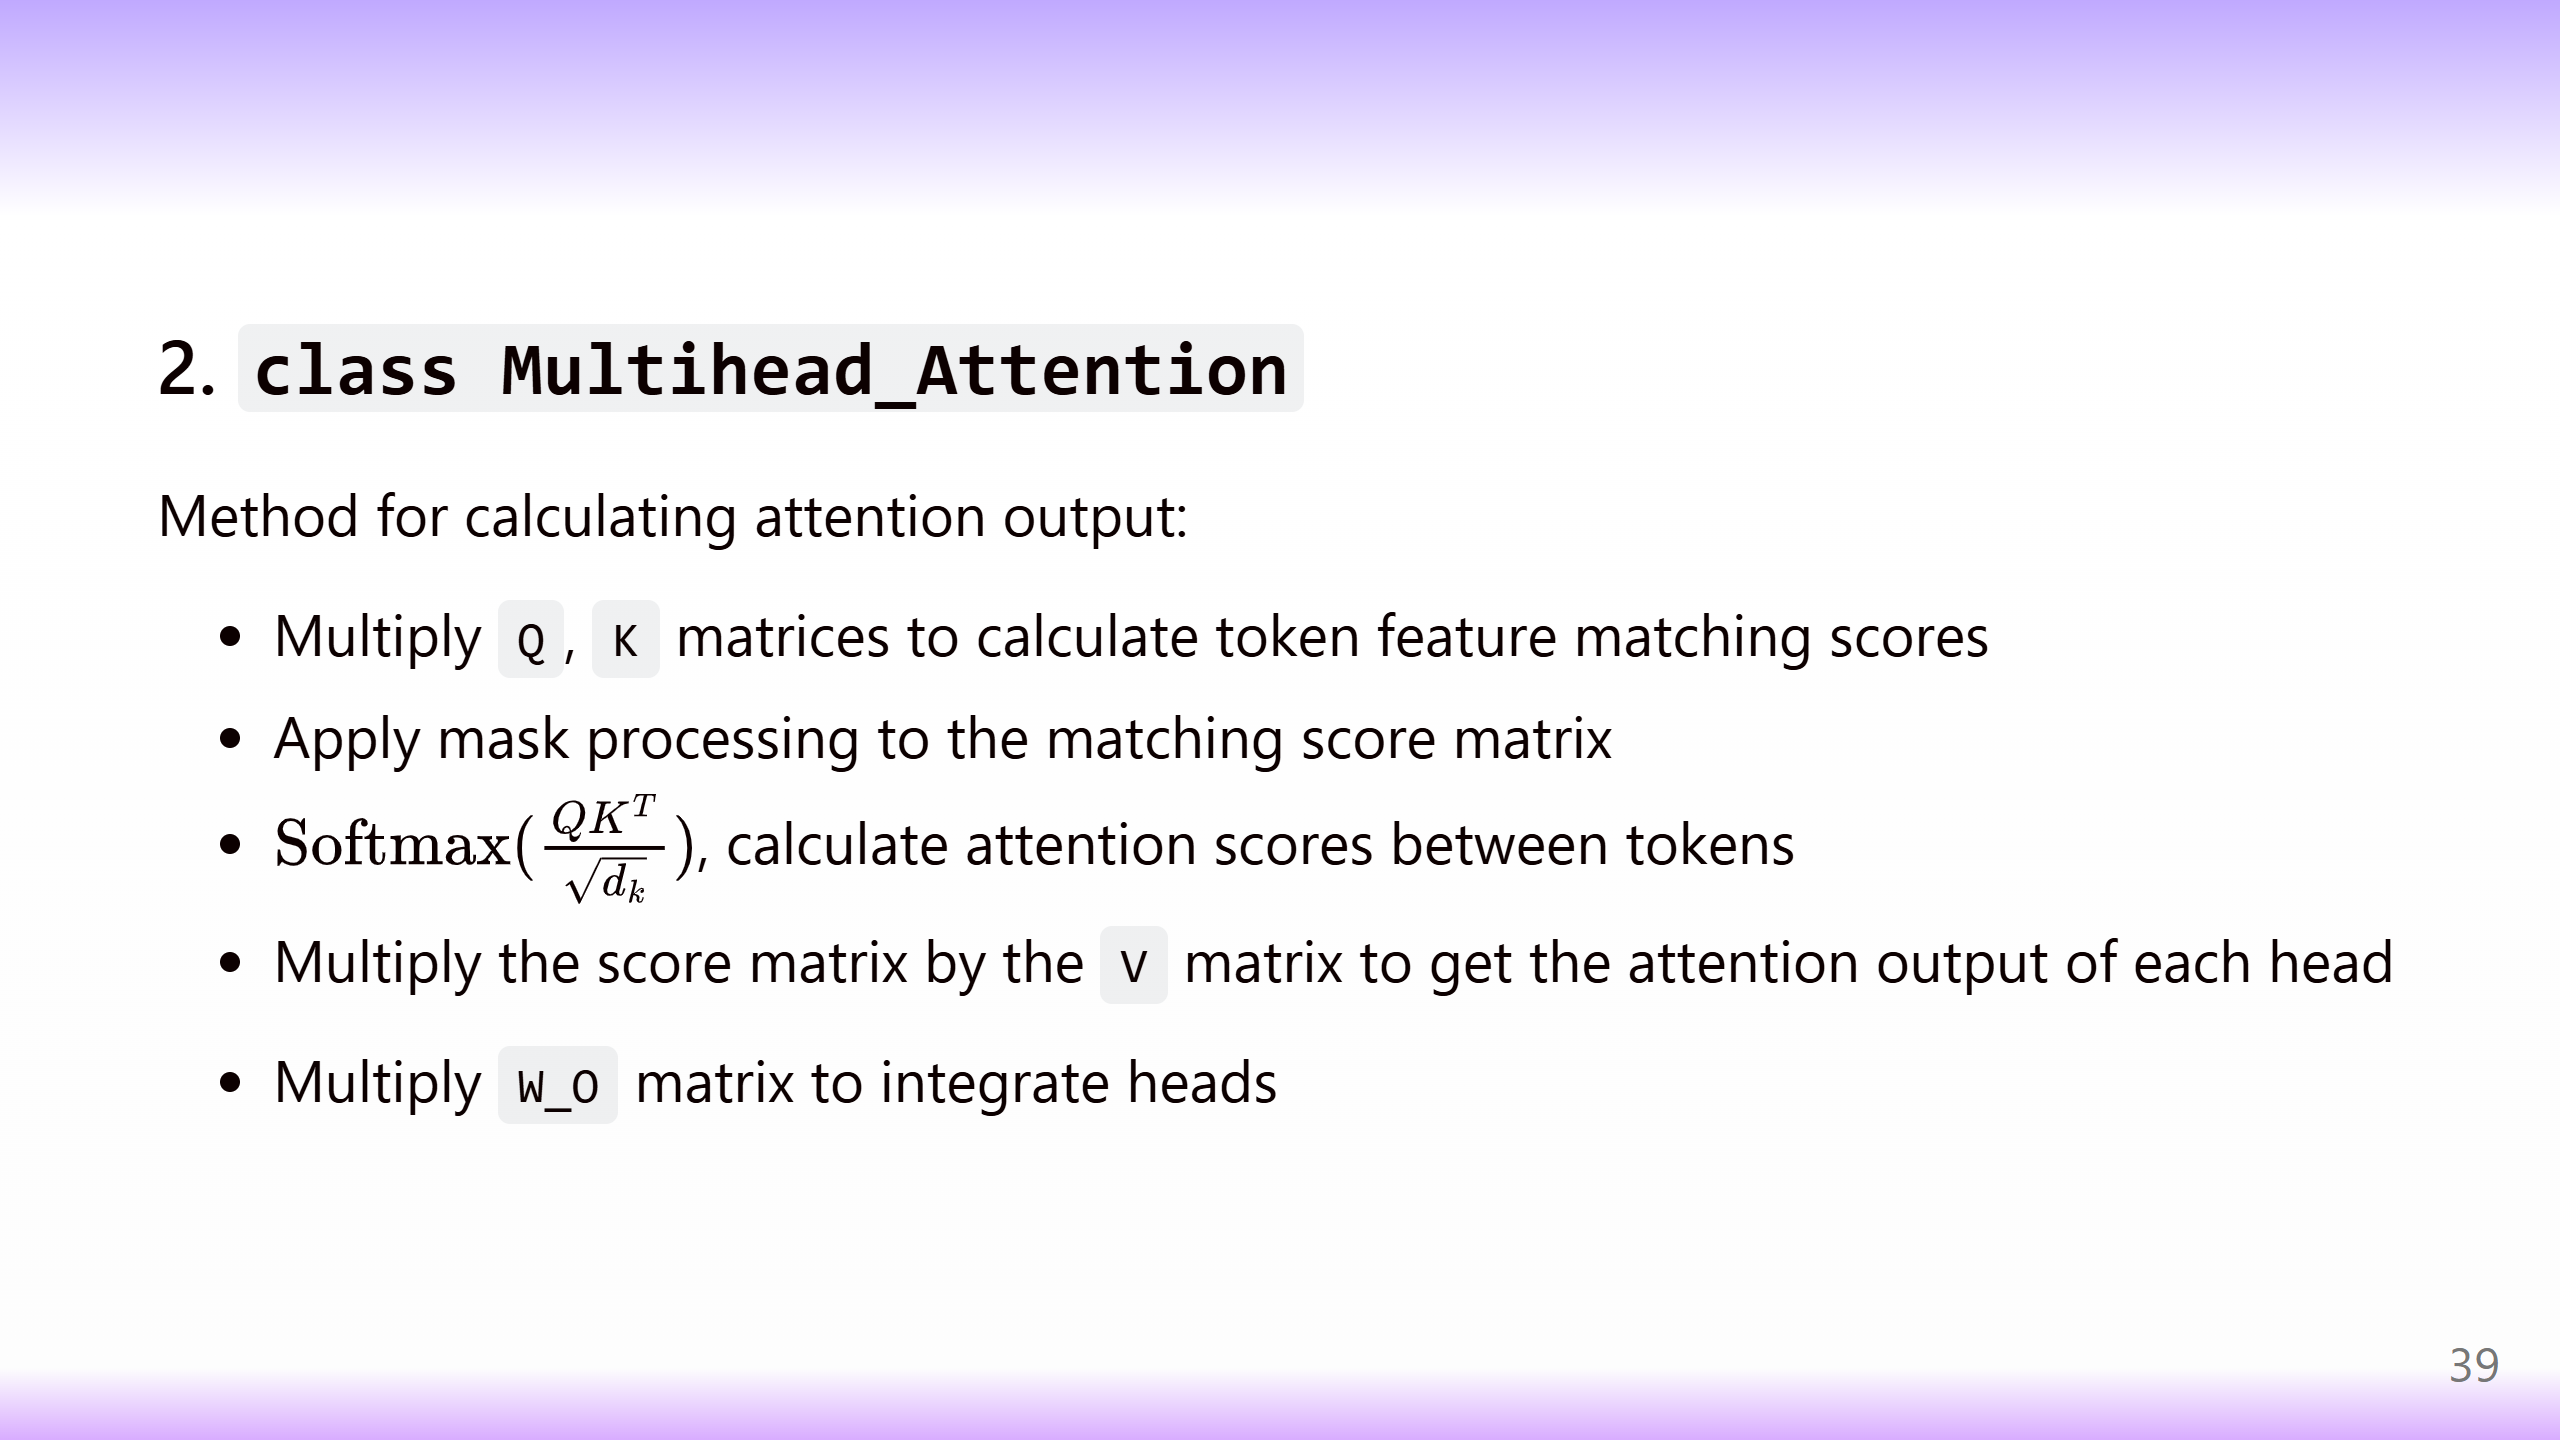 2. class Multihead_Attention
Method for calculating attention output:
• Multiply Q, K matrices to calculate token feature matching scores
• Apply mask processing to the matching score matrix
• Softmax(\frac{QK^T}{\sqrt{d_k}}), calculate attention scores between tokens
• Multiply the score matrix by the V matrix to get the attention output of each head
• Multiply W_O matrix to integrate heads
39